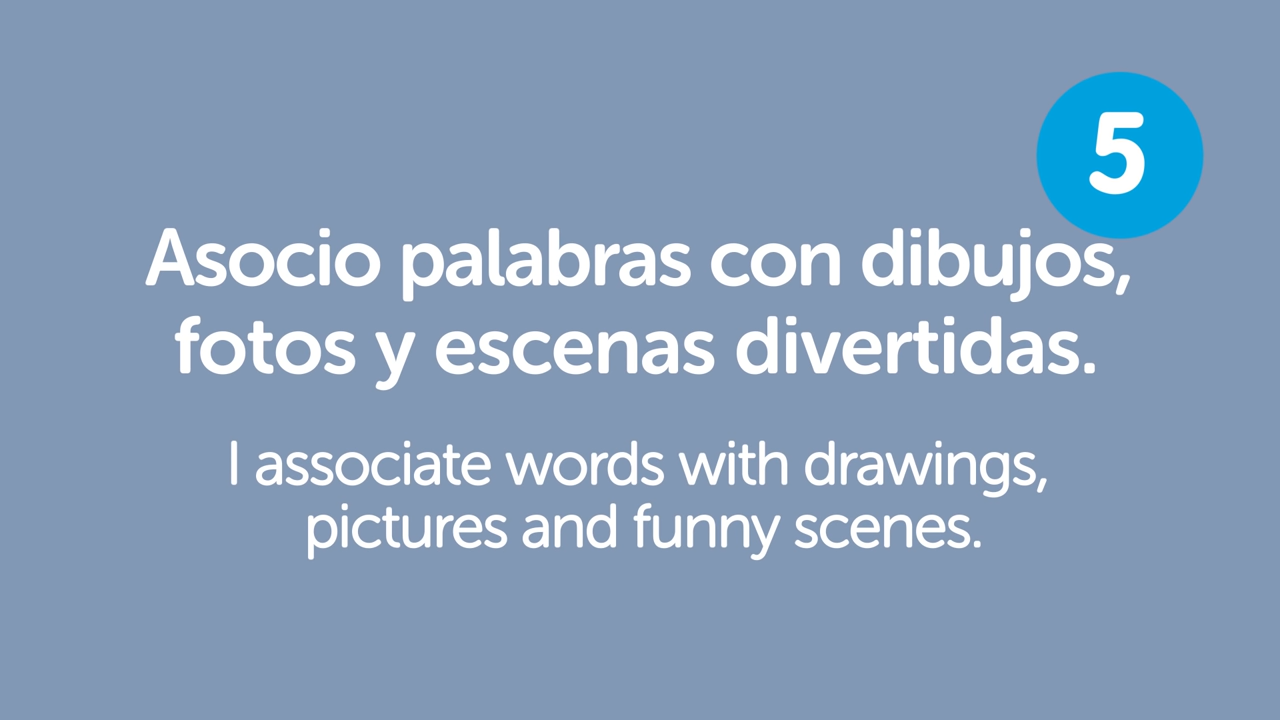 5
Asocio palabras con dibujos,
fotos y escenas divertidas.
I associate words with drawings,
pictures and funny scenes.